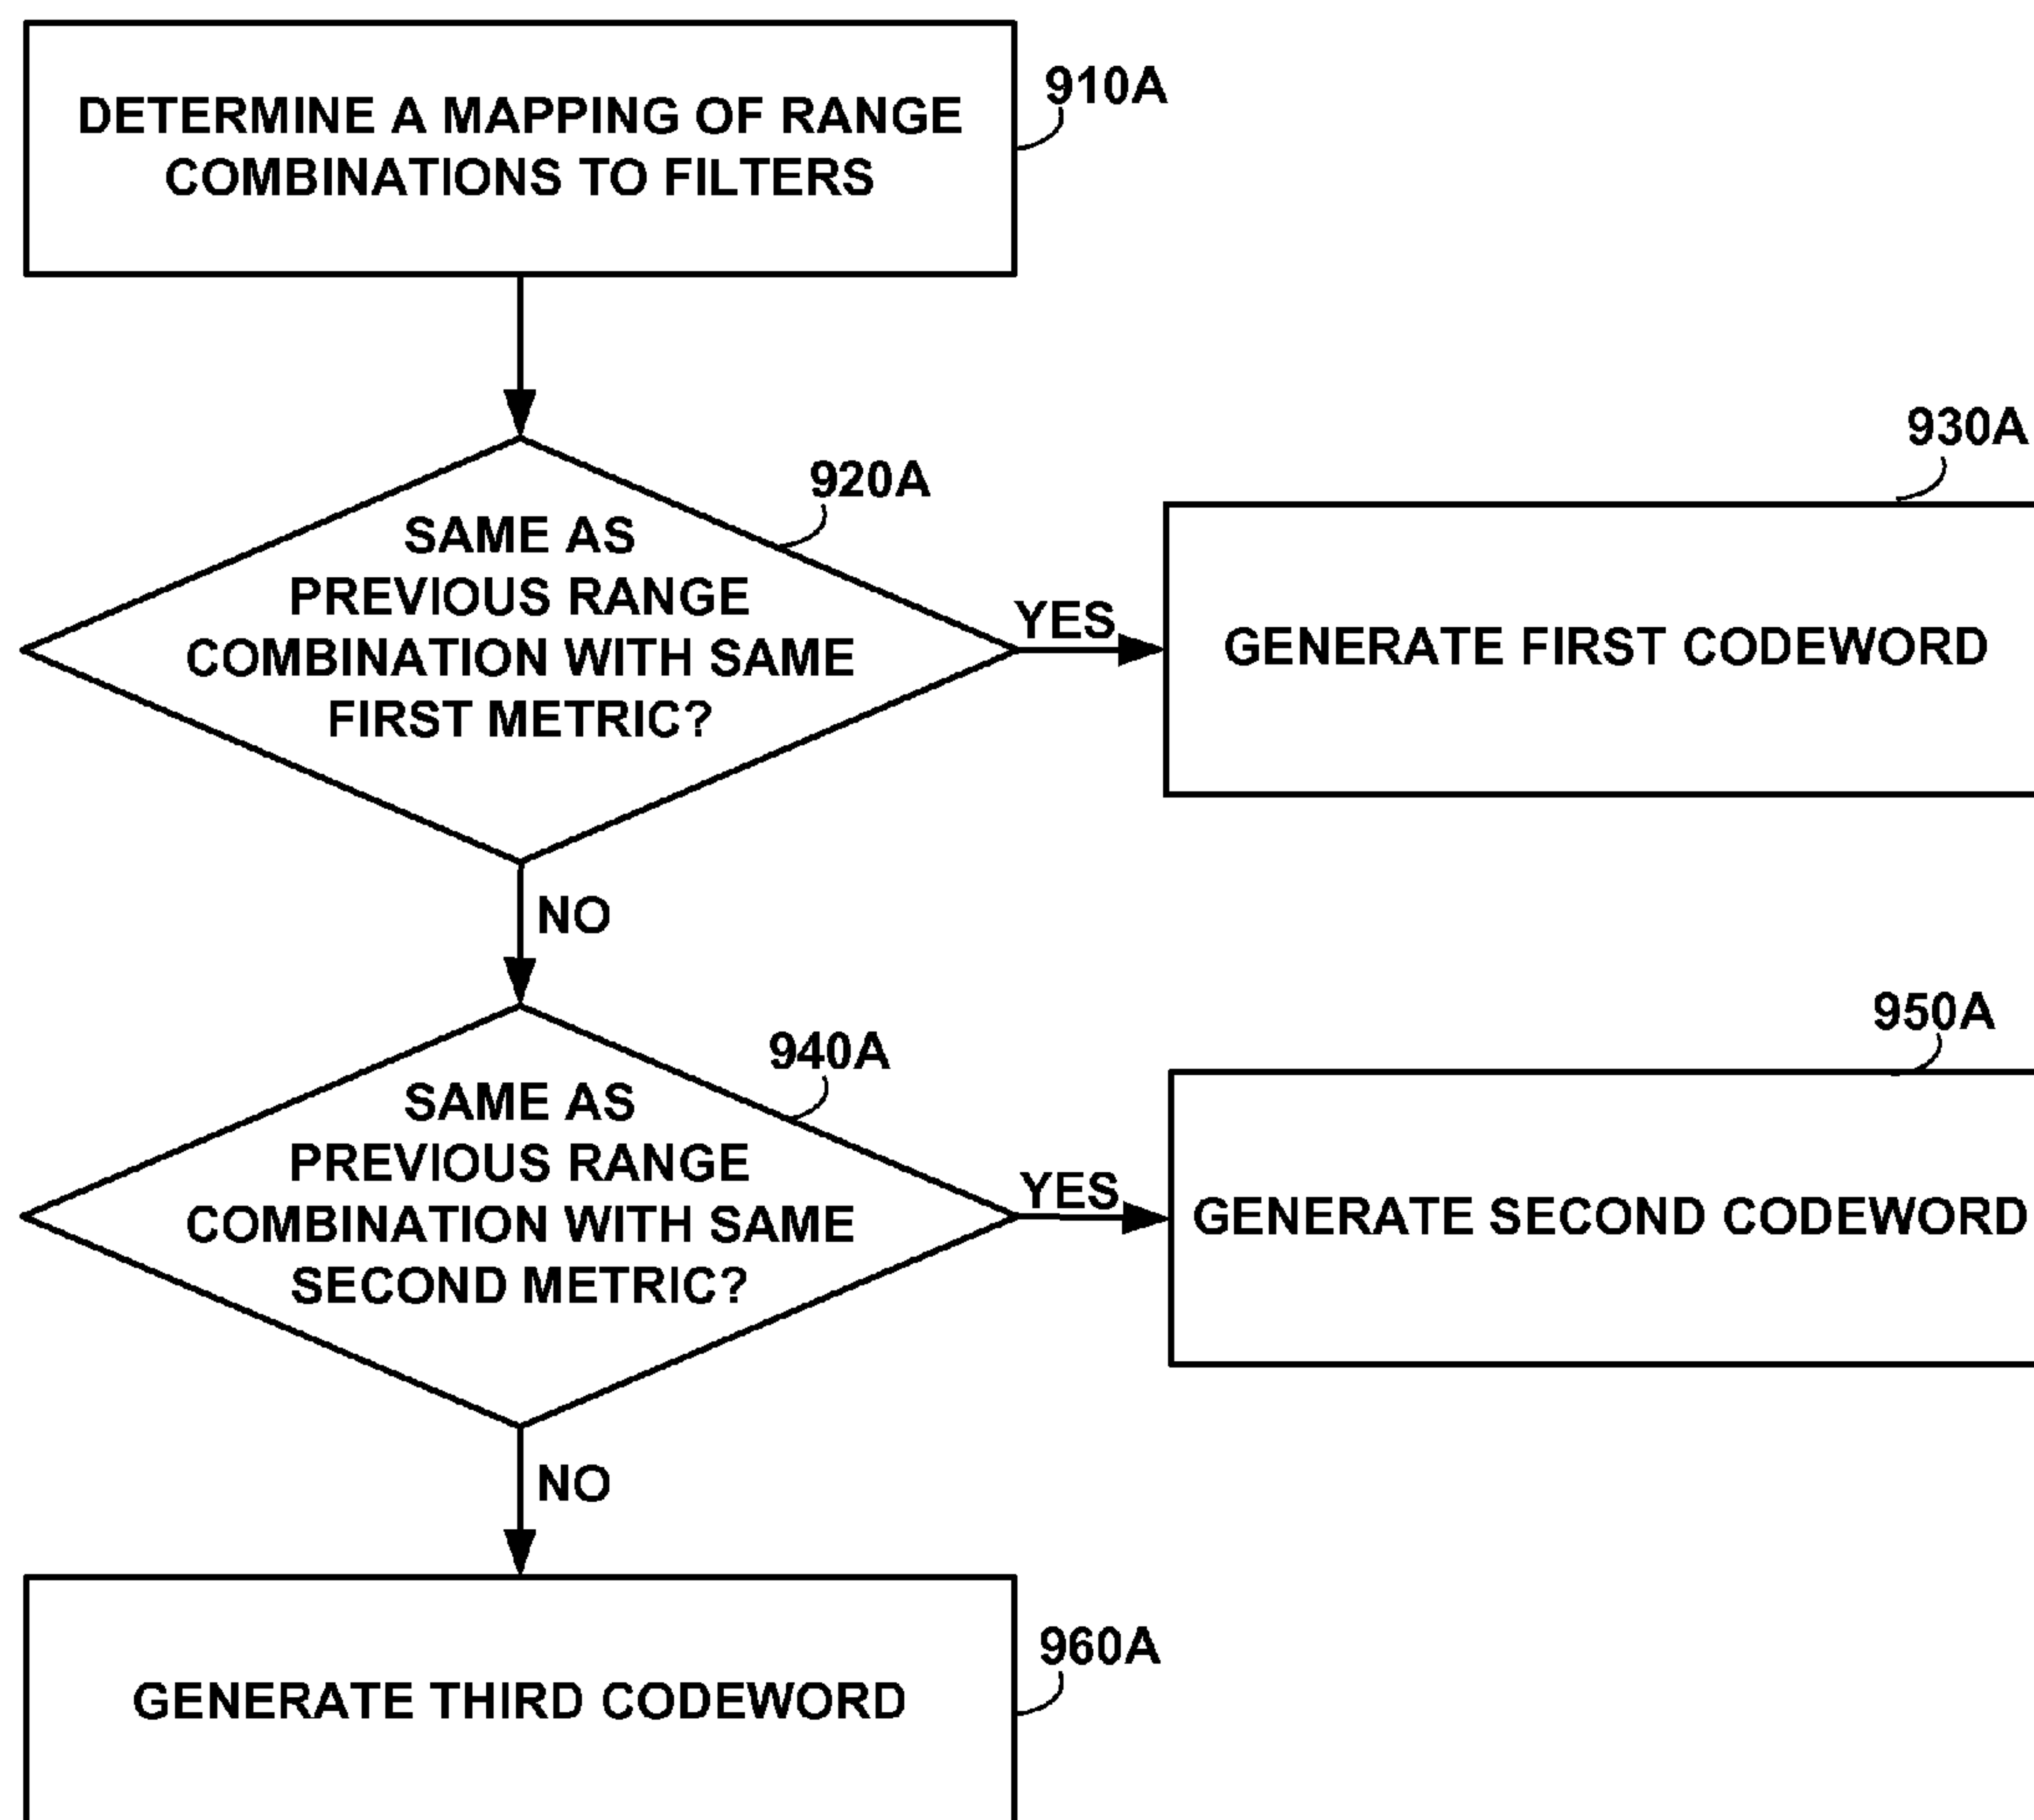 DETERMINE A MAPPING OF RANGE
COMBINATIONS TO FILTERS
910A
920A
SAME AS
PREVIOUS RANGE
COMBINATION WITH SAME
FIRST METRIC?
YES
930A
GENERATE FIRST CODEWORD
NO
940A
SAME AS
PREVIOUS RANGE
COMBINATION WITH SAME
SECOND METRIC?
YES
950A
GENERATE SECOND CODEWORD
NO
960A
GENERATE THIRD CODEWORD